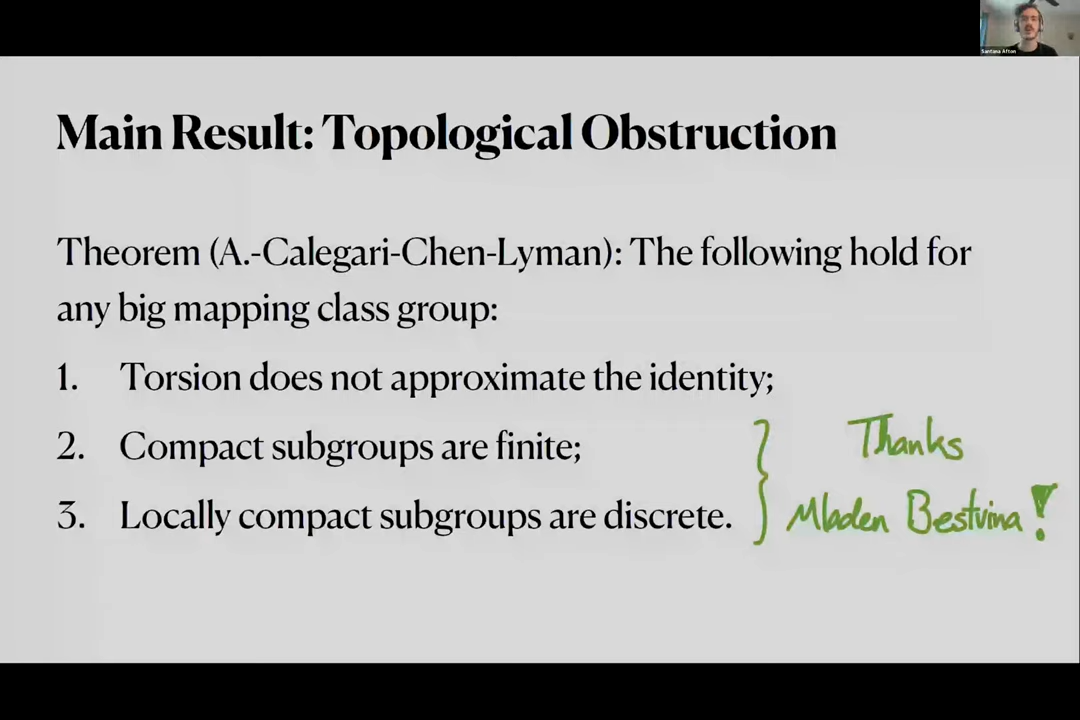 Santana Afton
Main Result: Topological Obstruction
Theorem (A.-Calegari-Chen-Lyman): The following hold for
any big mapping class group:
1. Torsion does not approximate the identity;
2. Compact subgroups are finite;
3. Locally compact subgroups are discrete.
Thanks
Mladen Bestvina!